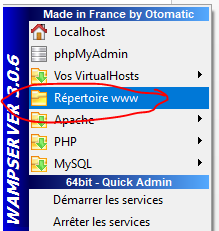 Made in France by Otomatic
WAMPSERVER 3.0.6
Localhost
phpMyAdmin
Vos VirtualHosts
Répertoire www
Apache
PHP
MySQL
64bit - Quick Admin
Démarrer les services
Arrêter les services